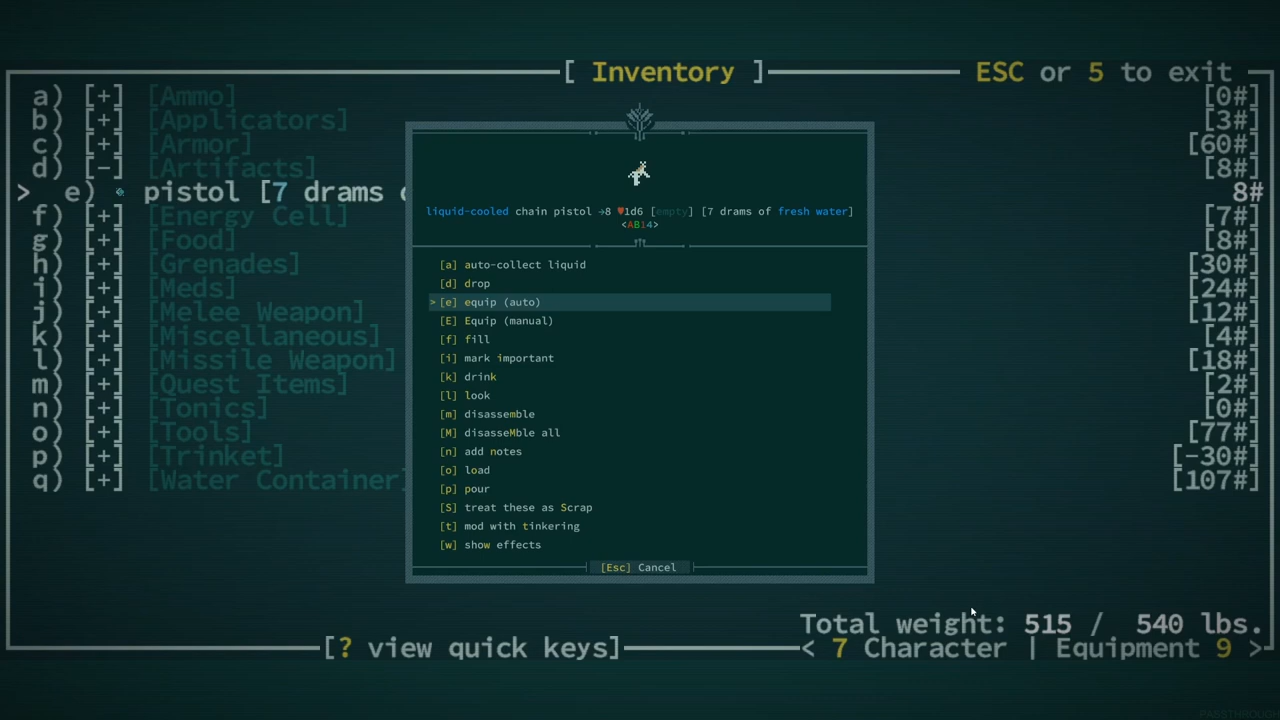 [ Inventory ] ESC or 5 to exit
a) [+] [Ammo] [0#]
b) [+] [Applicators] [3#]
c) [+] [Armor] [60#]
d) [-] [Artifacts] [8#]
> e) pistol [7 drams 8#
f) [+] [Energy Cell] [7#]
g) [+] [Food] [8#]
h) [+] [Grenades] [30#]
i) [+] [Meds] [24#]
j) [+] [Melee Weapon] [12#]
k) [+] [Miscellaneous] [4#]
l) [+] [Missile Weapon] [18#]
m) [+] [Quest Items] [2#]
n) [+] [Tonics] [0#]
o) [+] [Tools] [77#]
p) [+] [Trinket] [-30#]
q) [+] [Water Container] [107#]
liquid-cooled chain pistol →8 ♥1d6 [empty] [7 drams of fresh water]
<AB14>
[a] auto-collect liquid
[d] drop
>[e] equip (auto)
[E] Equip (manual)
[f] fill
[i] mark important
[k] drink
[l] look
[m] disassemble
[M] disasseMble all
[n] add notes
[o] load
[p] pour
[S] treat these as Scrap
[t] mod with tinkering
[w] show effects
[Esc] Cancel
Total weight: 515 / 540 lbs.
[? view quick keys] < 7 Character | Equipment 9 >